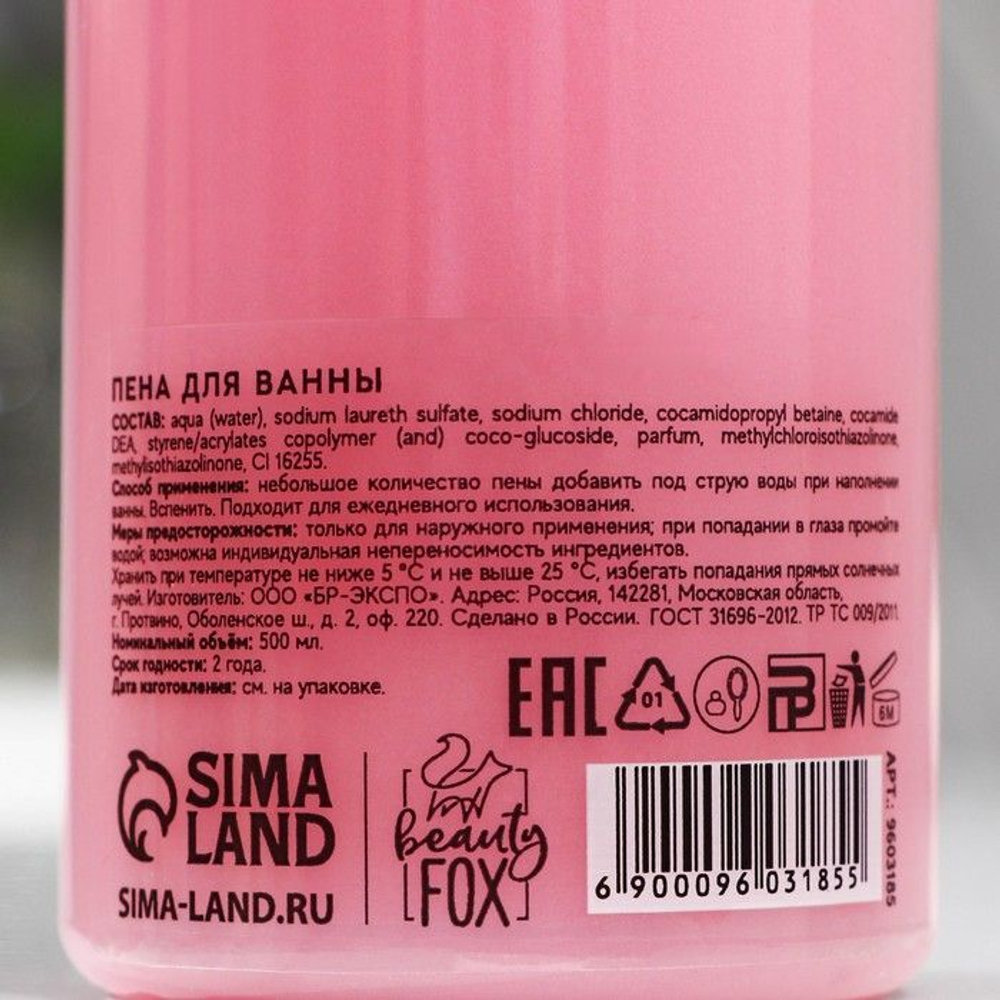 ПЕНА ДЛЯ ВАННЫ
СОСТАВ: aqua (water), sodium laureth sulfate, sodium chloride, cocamidopropyl betaine, cocamide
DEA, styrene/acrylates copolymer (and) coco-glucoside, parfum, methylchloroisothiazolinone,
methylisothiazolinone, CI 16255.
Способ применения: небольшое количество пены добавить под струю воды при наполнении
ванны. Вспенить. Подходит для ежедневного использования.
Меры предосторожности: только для наружного применения; при попадании в глаза промойте
водой; возможна индивидуальная непереносимость ингредиентов.
Хранить при температуре не ниже 5 °C и не выше 25 °C, избегать попадания прямых солнечных
лучей. Изготовитель: ООО «БР-ЭКСПО». Адрес: Россия, 142281, Московская область,
г. Протвино, Оболенское ш., д. 2, оф. 220. Сделано в России. ГОСТ 31696-2012. ТР ТС 009/2011.
Номинальный объём: 500 мл.
Срок годности: 2 года.
Дата изготовления: см. на упаковке.
EAC
01
6M
SIMA
LAND
SIMA-LAND.RU
beauty
FOX
6 900096 031855
АРТ.: 9603185